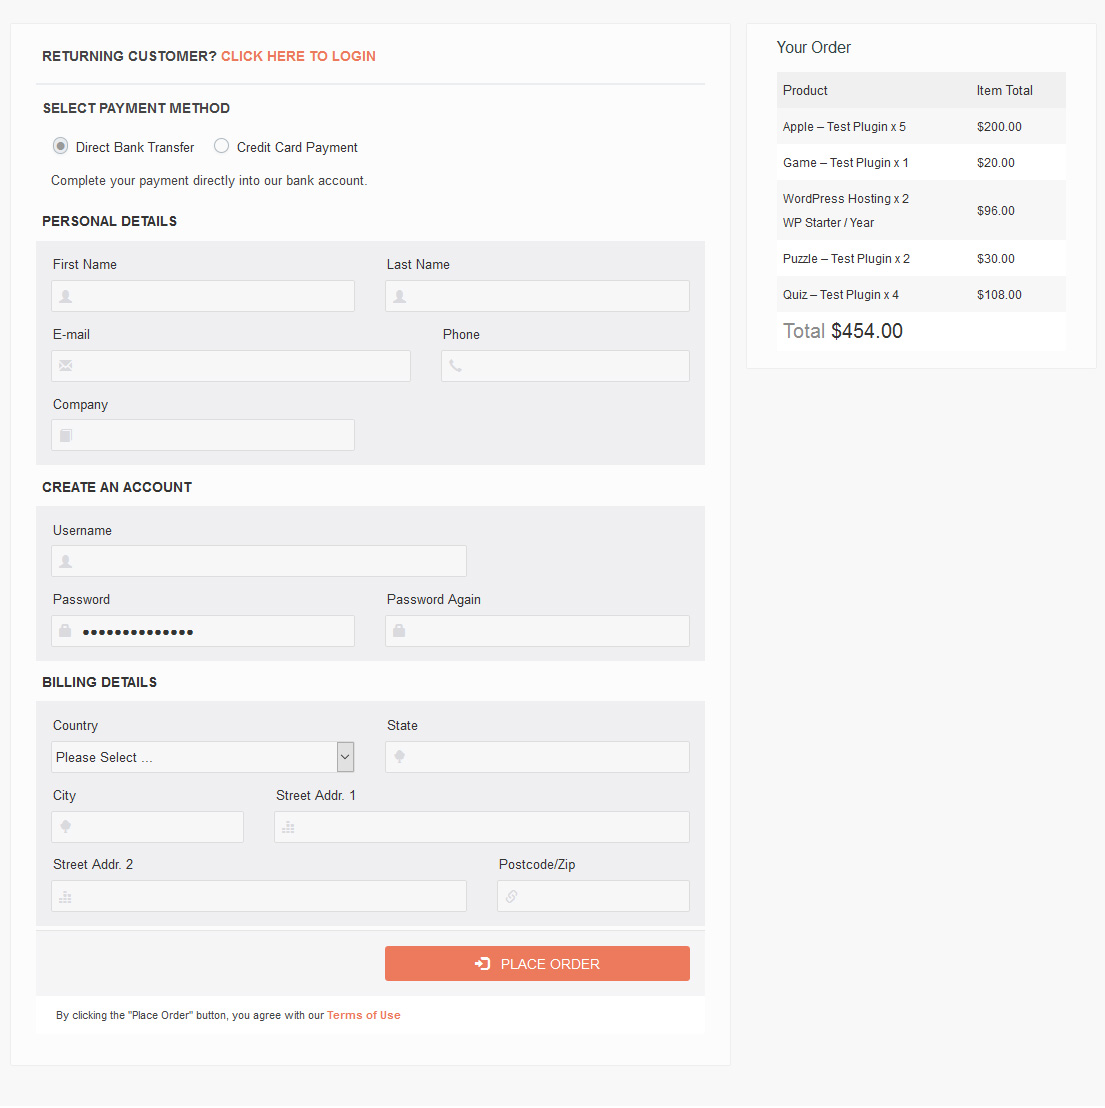 RETURNING CUSTOMER? CLICK HERE TO LOGIN
SELECT PAYMENT METHOD
Direct Bank Transfer Credit Card Payment
Complete your payment directly into our bank account.
PERSONAL DETAILS
First Name Last Name
E-mail Phone
Company
CREATE AN ACCOUNT
Username
Password Password Again
••••••••••••••
BILLING DETAILS
Country State
Please Select ...
City Street Addr. 1
Street Addr. 2 Postcode/Zip
PLACE ORDER
By clicking the "Place Order" button, you agree with our Terms of Use
Your Order
Product Item Total
Apple – Test Plugin x 5 $200.00
Game – Test Plugin x 1 $20.00
WordPress Hosting x 2
WP Starter / Year $96.00
Puzzle – Test Plugin x 2 $30.00
Quiz – Test Plugin x 4 $108.00
Total $454.00